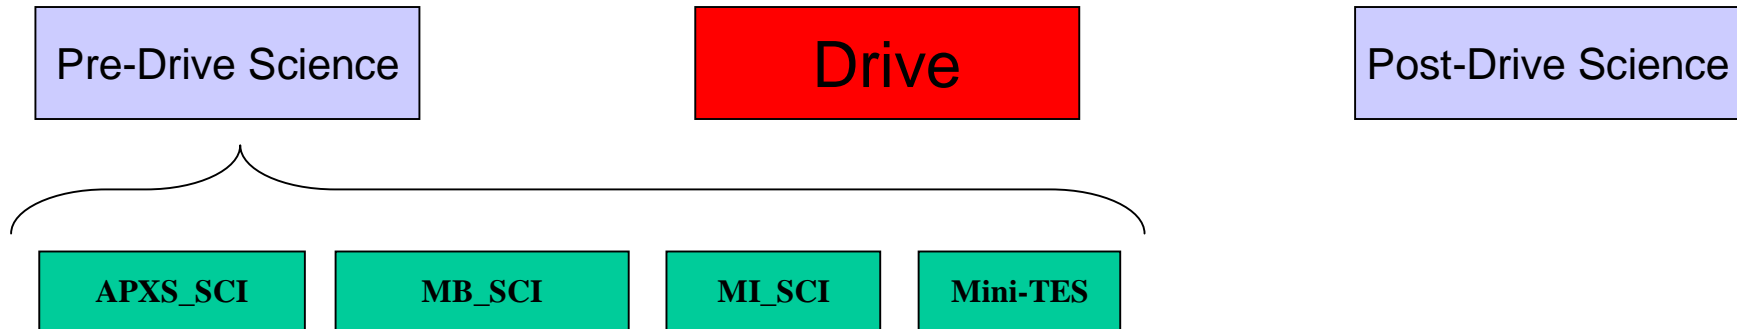 Pre-Drive Science
Drive
Post-Drive Science
APXS_SCI
MB_SCI
MI_SCI
Mini-TES